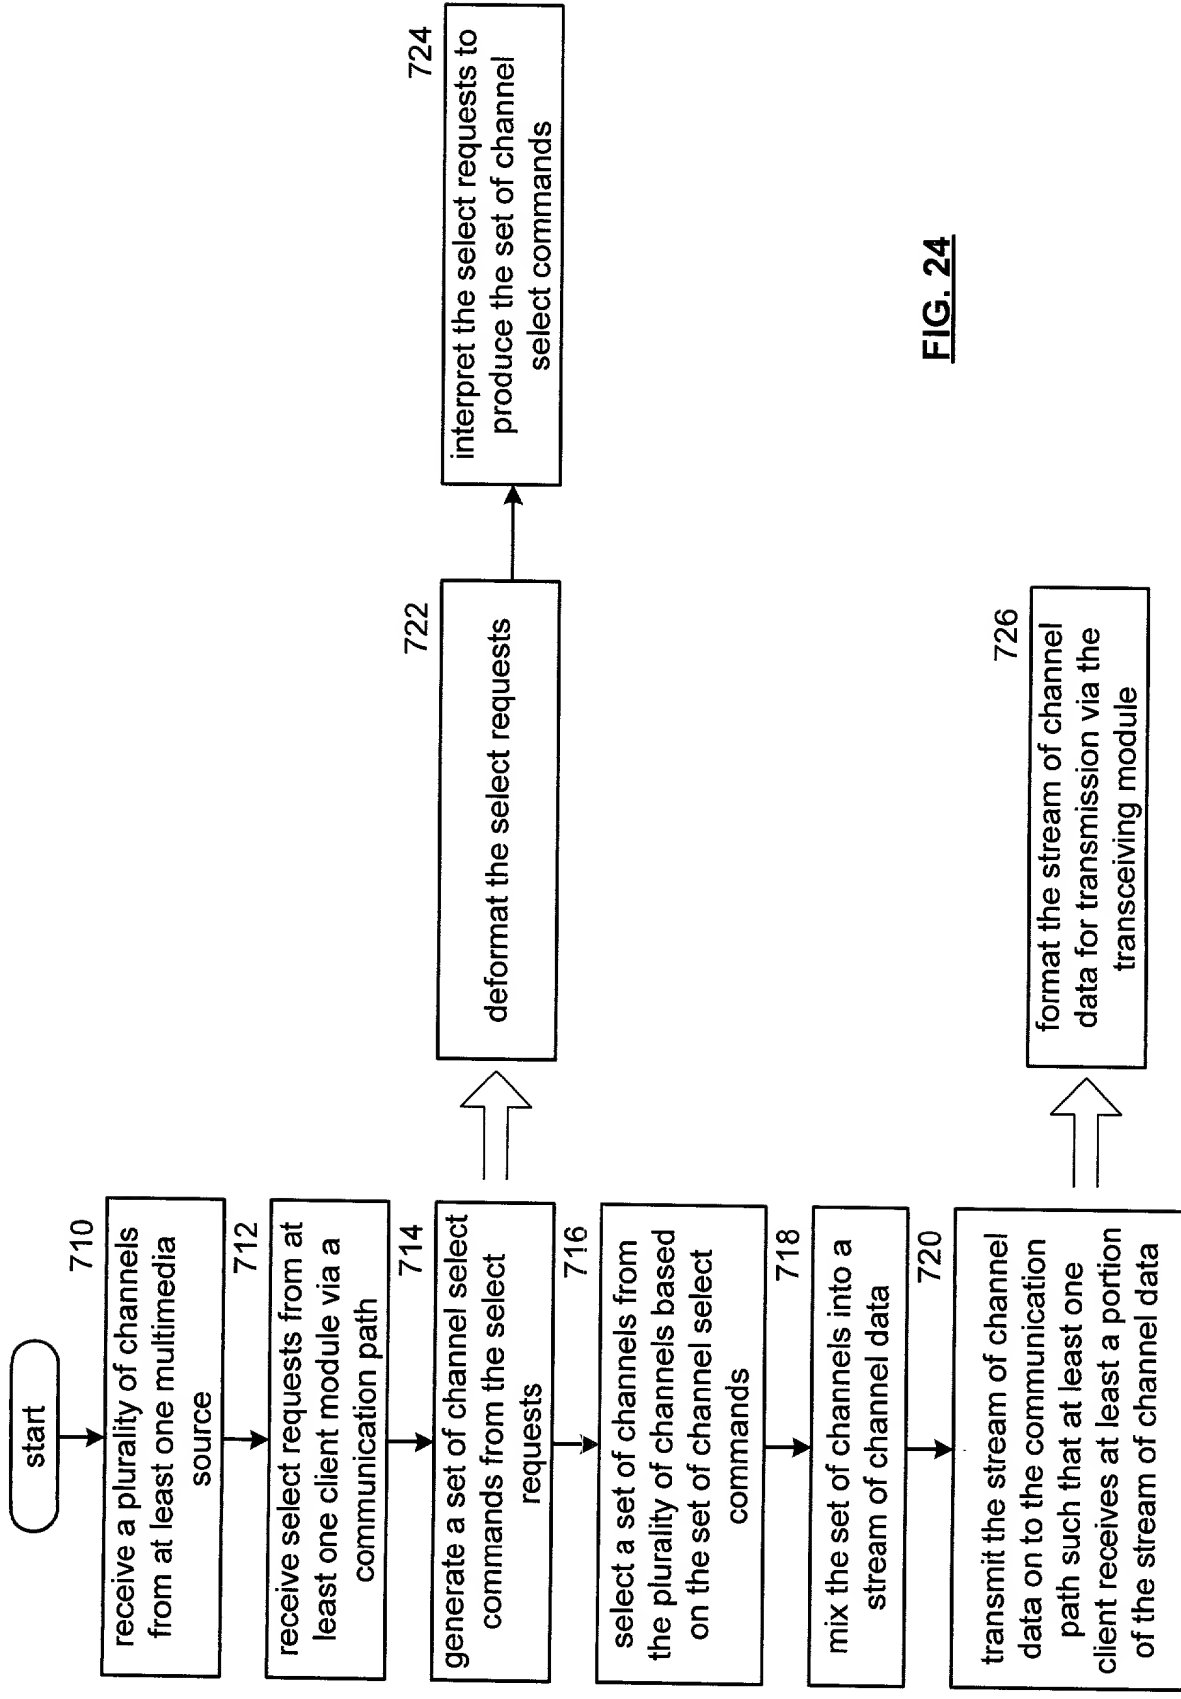 start
710
receive a plurality of channels
from at least one multimedia
source
712
receive select requests from at
least one client module via a
communication path
714
generate a set of channel select
commands from the select
requests
716
select a set of channels from
the plurality of channels based
on the set of channel select
commands
718
mix the set of channels into a
stream of channel data
720
transmit the stream of channel
data on to the communication
path such that at least one
client receives at least a portion
of the stream of channel data
722
deformat the select requests
724
interpret the select requests to
produce the set of channel
select commands
726
format the stream of channel
data for transmission via the
transceiving module
FIG. 24